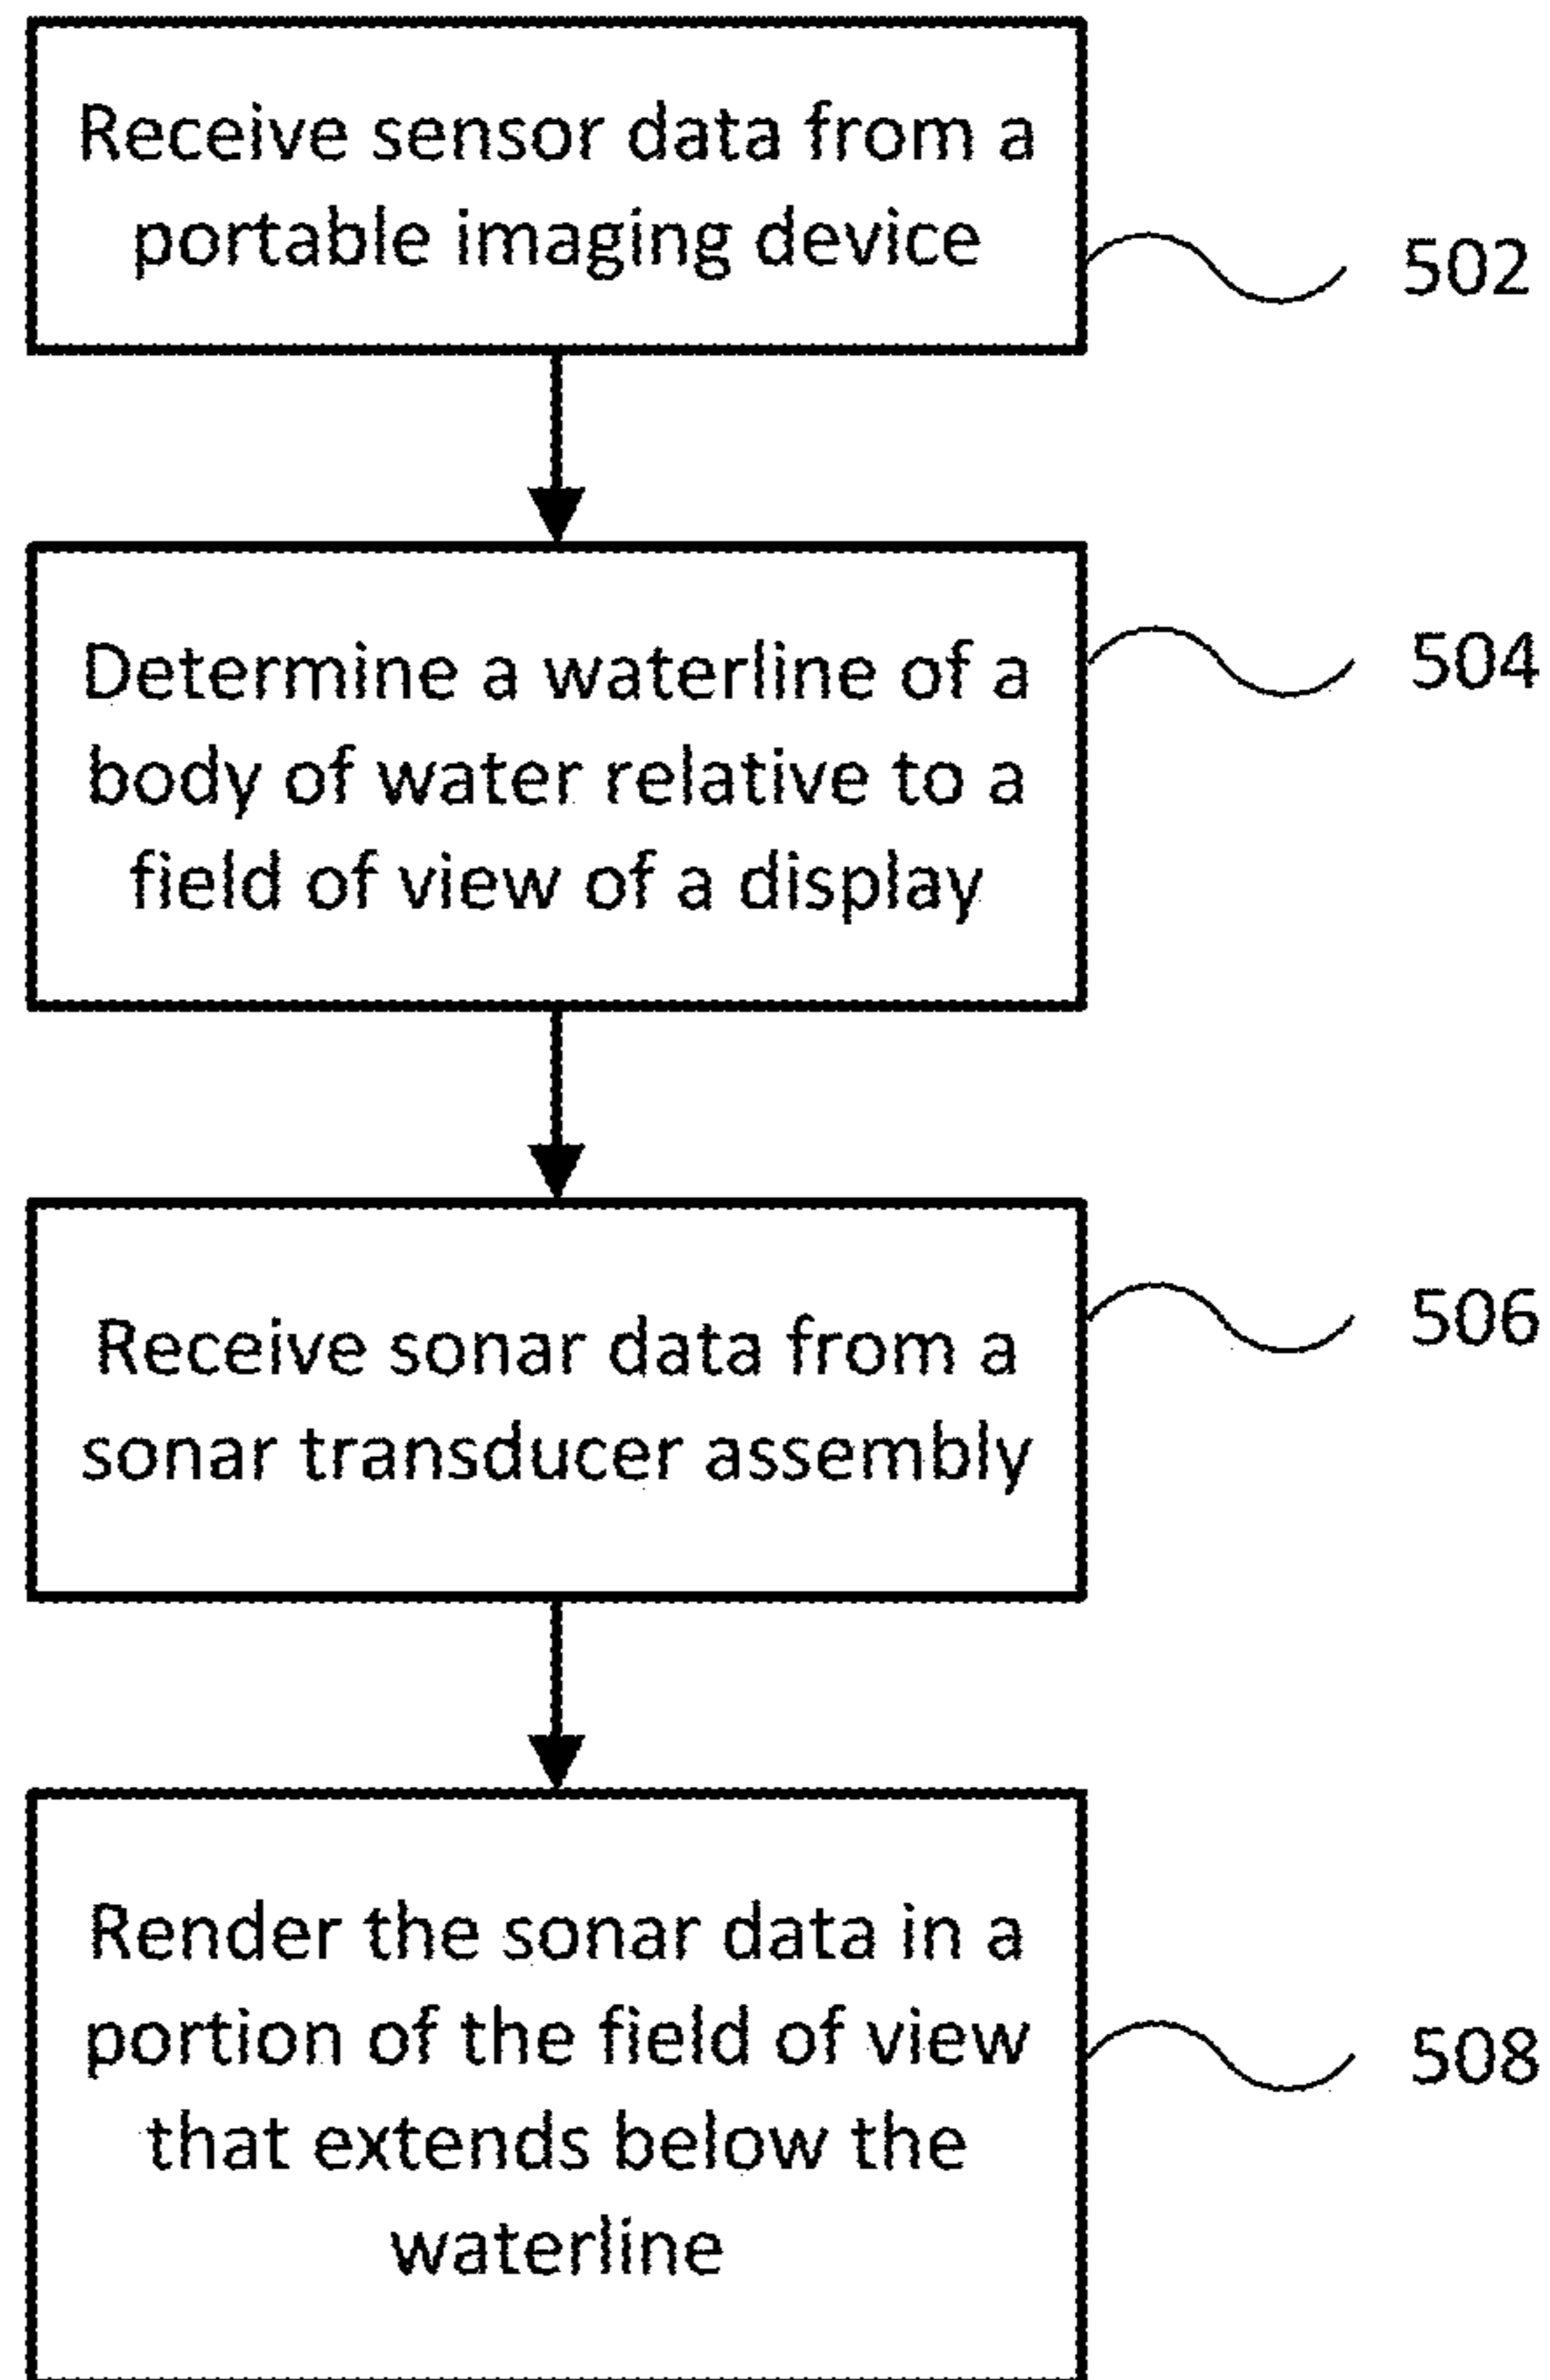 Receive sensor data from a
portable imaging device
502
Determine a waterline of a
body of water relative to a
field of view of a display
504
Receive sonar data from a
sonar transducer assembly
506
Render the sonar data in a
portion of the field of view
that extends below the
waterline
508